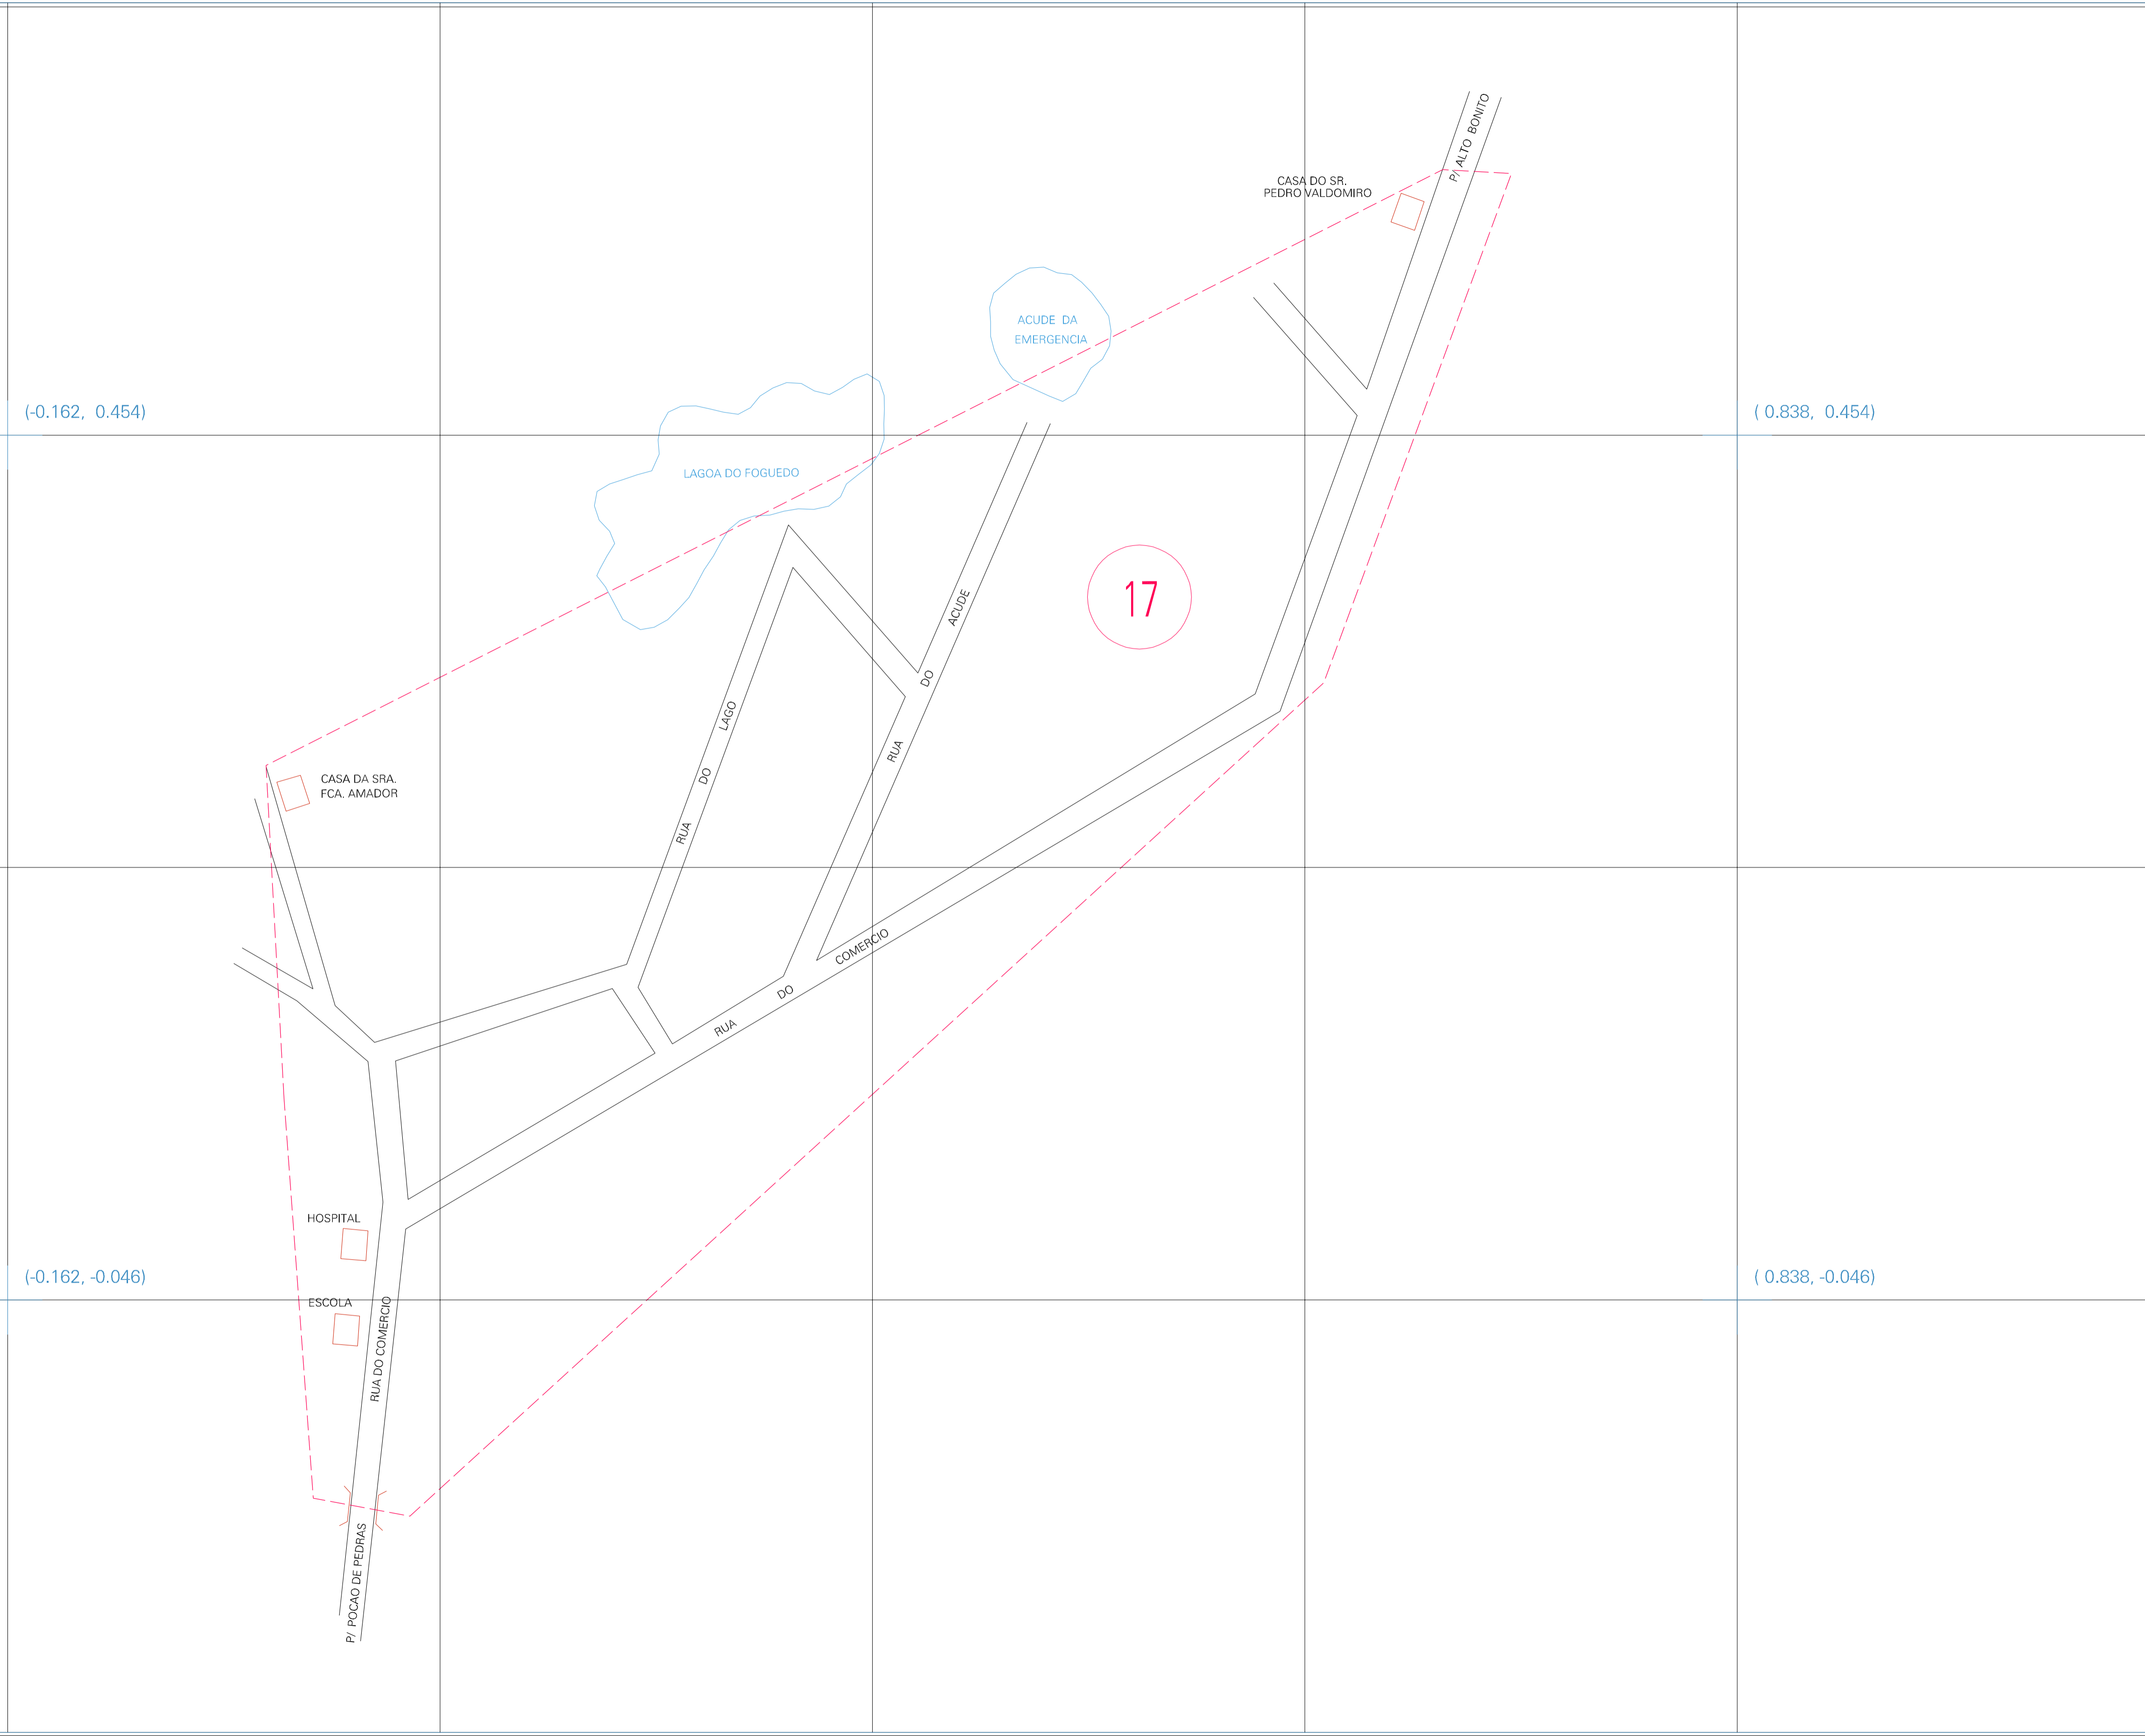 P/ ALTO BONITO
CASA DO SR.
PEDRO VALDOMIRO
ACUDE DA
EMERGENCIA
(-0.162, 0.454)
( 0.838, 0.454)
LAGOA DO FOGUEDO
17
RUA DO ACUDE
RUA DO LAGO
CASA DA SRA.
FCA. AMADOR
RUA DO COMERCIO
HOSPITAL
(-0.162, -0.046)
( 0.838, -0.046)
ESCOLA
RUA DO COMERCIO
P/ POCAO DE PEDRAS